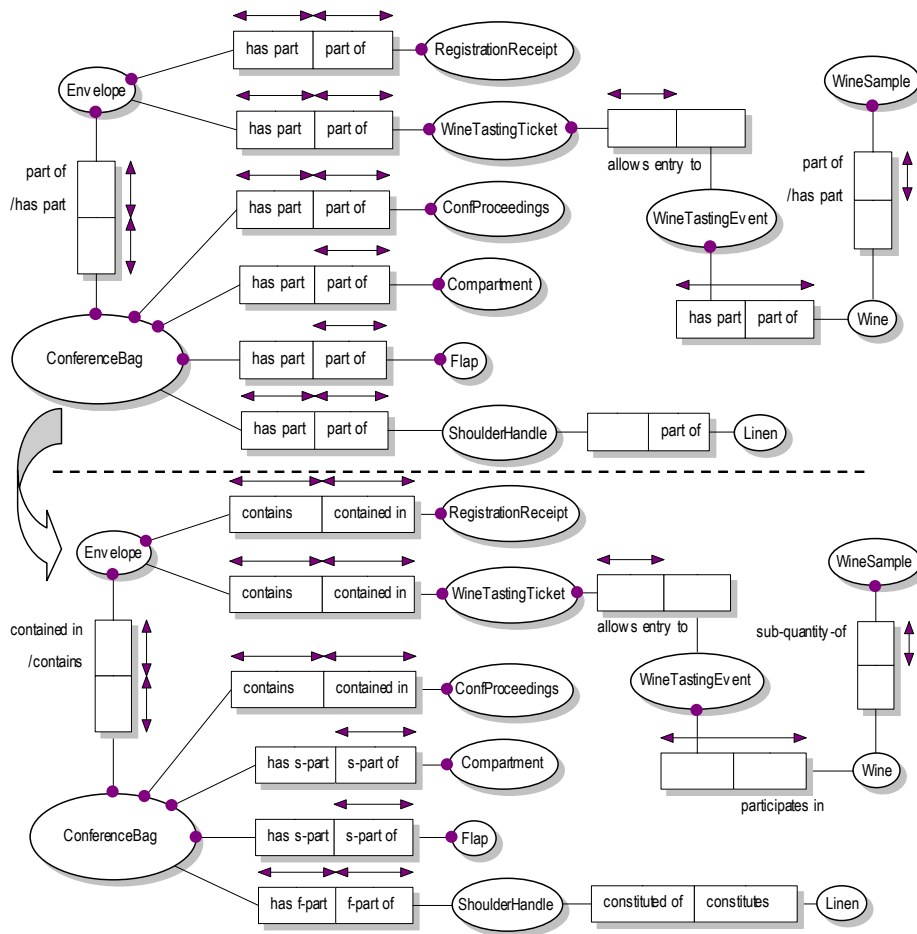 has part part of RegistrationReceipt
Envelope
WineSample
has part part of WineTastingTicket
allows entry to
part of
/has part
part of
/has part
has part part of ConfProceedings
WineTastingEvent
has part part of Compartment
has part part of Wine
ConferenceBag
has part part of Flap
has part part of ShoulderHandle part of Linen
contains contained in RegistrationReceipt
Envelope
WineSample
contains contained in WineTastingTicket
allows entry to
contained in
/contains
sub-quantity-of
contains contained in ConfProceedings
WineTastingEvent
has s-part s-part of Compartment
Wine
participates in
ConferenceBag
has s-part s-part of Flap
has f-part f-part of ShoulderHandle constituted of constitutes Linen